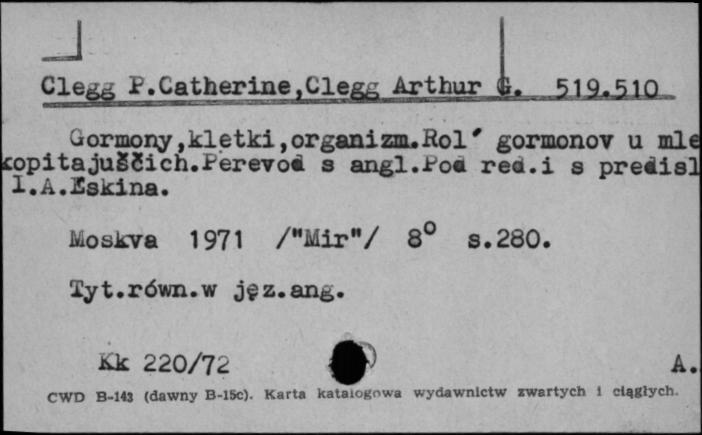 Clegg P.Catherine,Clegg Arthur G. 519.510
Gormony,kletki,organizm.Rol' gormonov u mle
kopitajuščich.Perevod s angl.Pod red.i s predisl
I.A.Eskina.
Moskva 1971 /"Mir"/ 8° s.280.
Tyt.równ.w jęz.ang.
Kk 220/72 A.
CWD B-143 (dawny B-15c). Karta katalogowa wydawnictw zwartych i ciągłych.